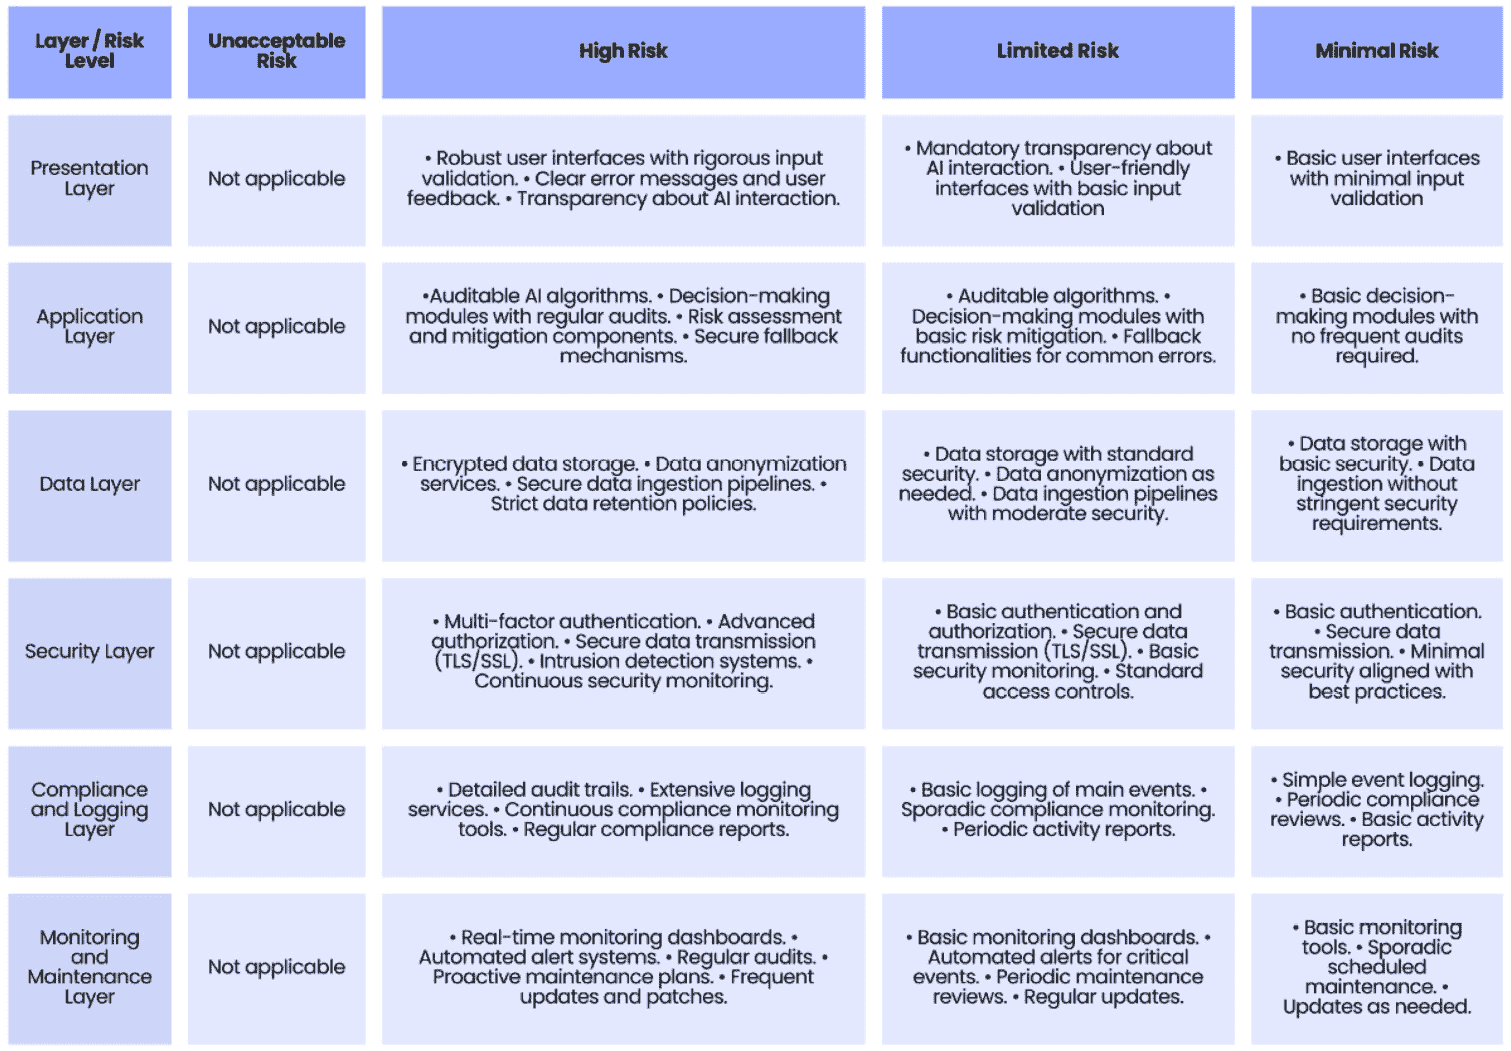 Layer / Risk
Level
Unacceptable
Risk
High Risk
Limited Risk
Minimal Risk
Presentation
Layer
Not applicable
• Robust user interfaces with rigorous input
validation. • Clear error messages and user
feedback. • Transparency about AI interaction.
• Mandatory transparency about
AI interaction. • User-friendly
interfaces with basic input
validation
• Basic user interfaces
with minimal input
validation
Application
Layer
Not applicable
•Auditable AI algorithms. • Decision-making
modules with regular audits. • Risk assessment
and mitigation components. • Secure fallback
mechanisms.
• Auditable algorithms. •
Decision-making modules with
basic risk mitigation. • Fallback
functionalities for common errors.
• Basic decision-
making modules with
no frequent audits
required.
Data Layer
Not applicable
• Encrypted data storage. • Data anonymization
services. • Secure data ingestion pipelines. •
Strict data retention policies.
• Data storage with standard
security. • Data anonymization as
needed. • Data ingestion pipelines
with moderate security.
• Data storage with
basic security. • Data
ingestion without
stringent security
requirements.
Security Layer
Not applicable
• Multi-factor authentication. • Advanced
authorization. • Secure data transmission
(TLS/SSL). • Intrusion detection systems. •
Continuous security monitoring.
• Basic authentication and
authorization. • Secure data
transmission (TLS/SSL). • Basic
security monitoring. • Standard
access controls.
• Basic authentication.
• Secure data
transmission. • Minimal
security aligned with
best practices.
Compliance
and Logging
Layer
Not applicable
• Detailed audit trails. • Extensive logging
services. • Continuous compliance monitoring
tools. • Regular compliance reports.
• Basic logging of main events. •
Sporadic compliance monitoring.
• Periodic activity reports.
• Simple event logging.
• Periodic compliance
reviews. • Basic activity
reports.
Monitoring
and
Maintenance
Layer
Not applicable
• Real-time monitoring dashboards. •
Automated alert systems. • Regular audits. •
Proactive maintenance plans. • Frequent
updates and patches.
• Basic monitoring dashboards. •
Automated alerts for critical
events. • Periodic maintenance
reviews. • Regular updates.
• Basic monitoring
tools. • Sporadic
scheduled
maintenance. •
Updates as needed.